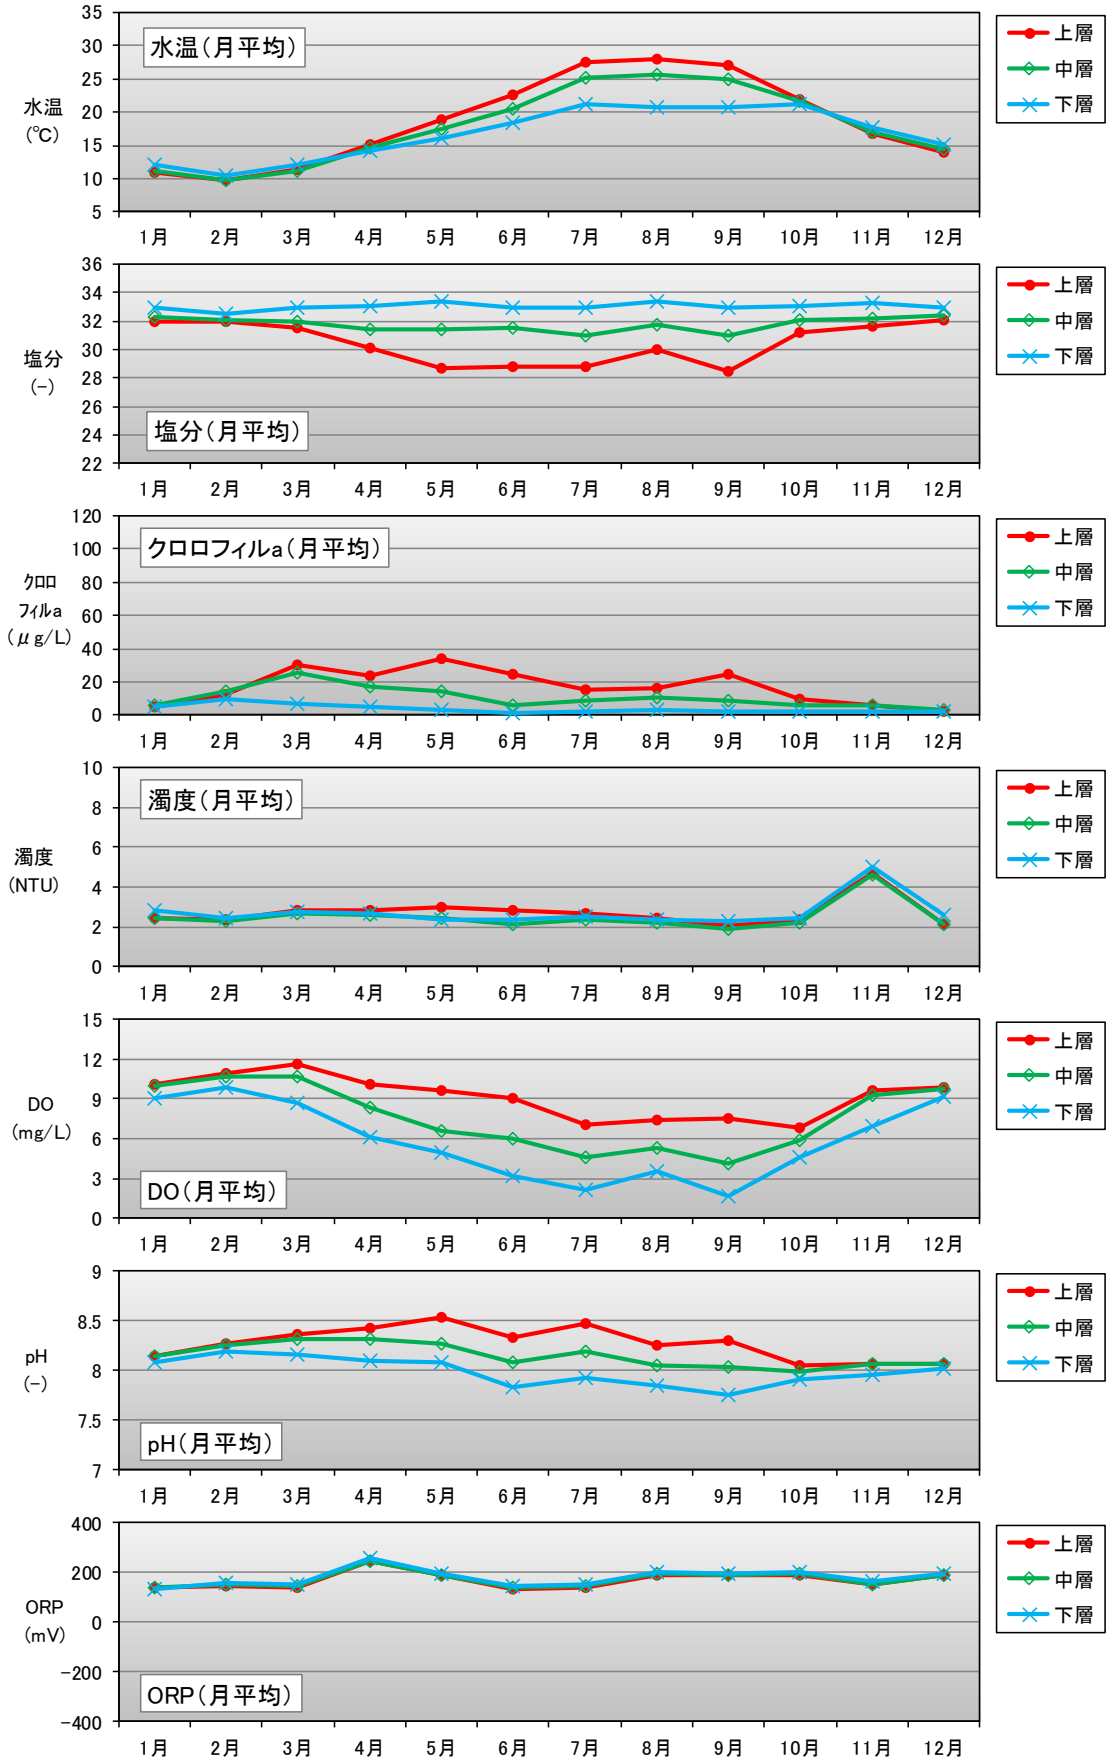 35
30
25
20
15
10
5
水温(月平均)
水温
(℃)
1月 2月 3月 4月 5月 6月 7月 8月 9月 10月 11月 12月
上層
中層
下層
36
34
32
30
28
26
24
22
塩分
(-)
塩分(月平均)
1月 2月 3月 4月 5月 6月 7月 8月 9月 10月 11月 12月
上層
中層
下層
120
100
80
60
40
20
0
クロロフィルa(月平均)
クロロ
フィルa
(μg/L)
1月 2月 3月 4月 5月 6月 7月 8月 9月 10月 11月 12月
上層
中層
下層
10
8
6
4
2
0
濁度(月平均)
濁度
(NTU)
1月 2月 3月 4月 5月 6月 7月 8月 9月 10月 11月 12月
上層
中層
下層
15
12
9
6
3
0
DO
(mg/L)
DO(月平均)
1月 2月 3月 4月 5月 6月 7月 8月 9月 10月 11月 12月
上層
中層
下層
9
8.5
8
7.5
7
pH
(-)
pH(月平均)
1月 2月 3月 4月 5月 6月 7月 8月 9月 10月 11月 12月
上層
中層
下層
400
200
0
-200
-400
ORP
(mV)
ORP(月平均)
1月 2月 3月 4月 5月 6月 7月 8月 9月 10月 11月 12月
上層
中層
下層